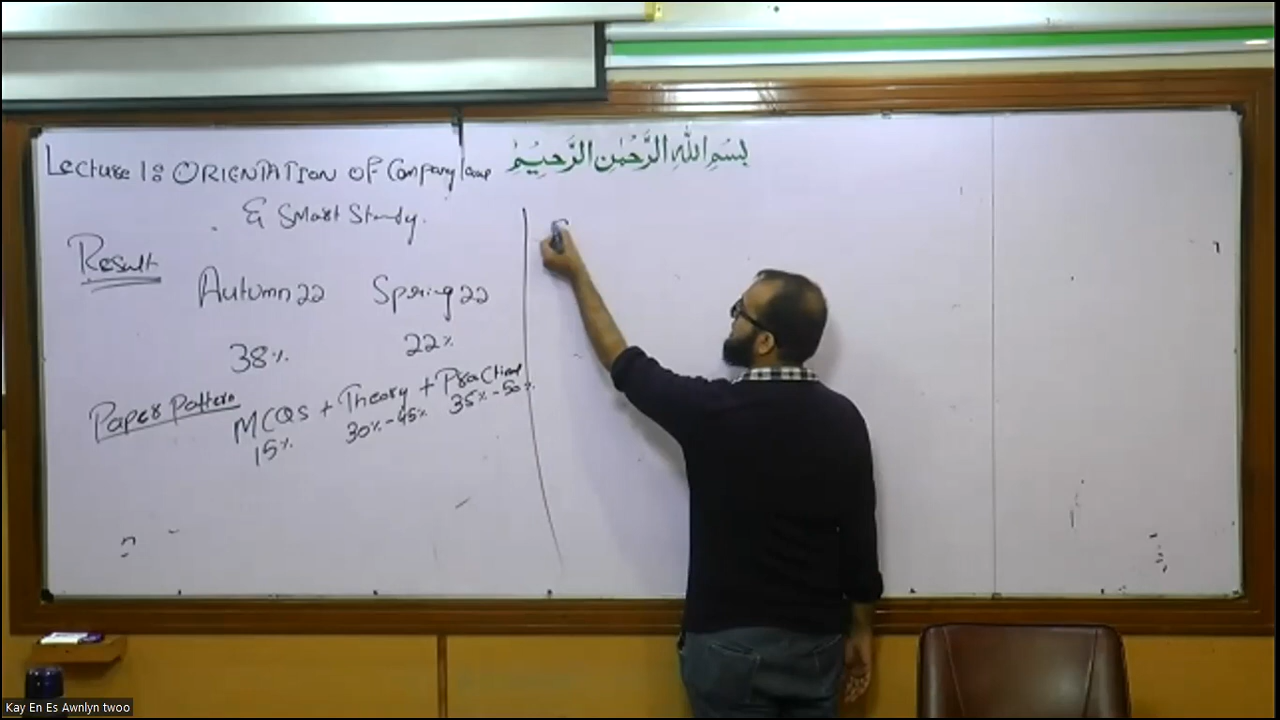 بِسْمِ اللهِ الرَّحْمٰنِ الرَّحِيْمِ
Lecture 1: ORIENTATION OF Company law
& Smart Study.
Result
Autumn 22 Spring 22
38% 22%
Paper Pattern
MCQS + Theory + Practical
15% 30%-45% 35%-50%
Kay En Es Awnlyn twoo